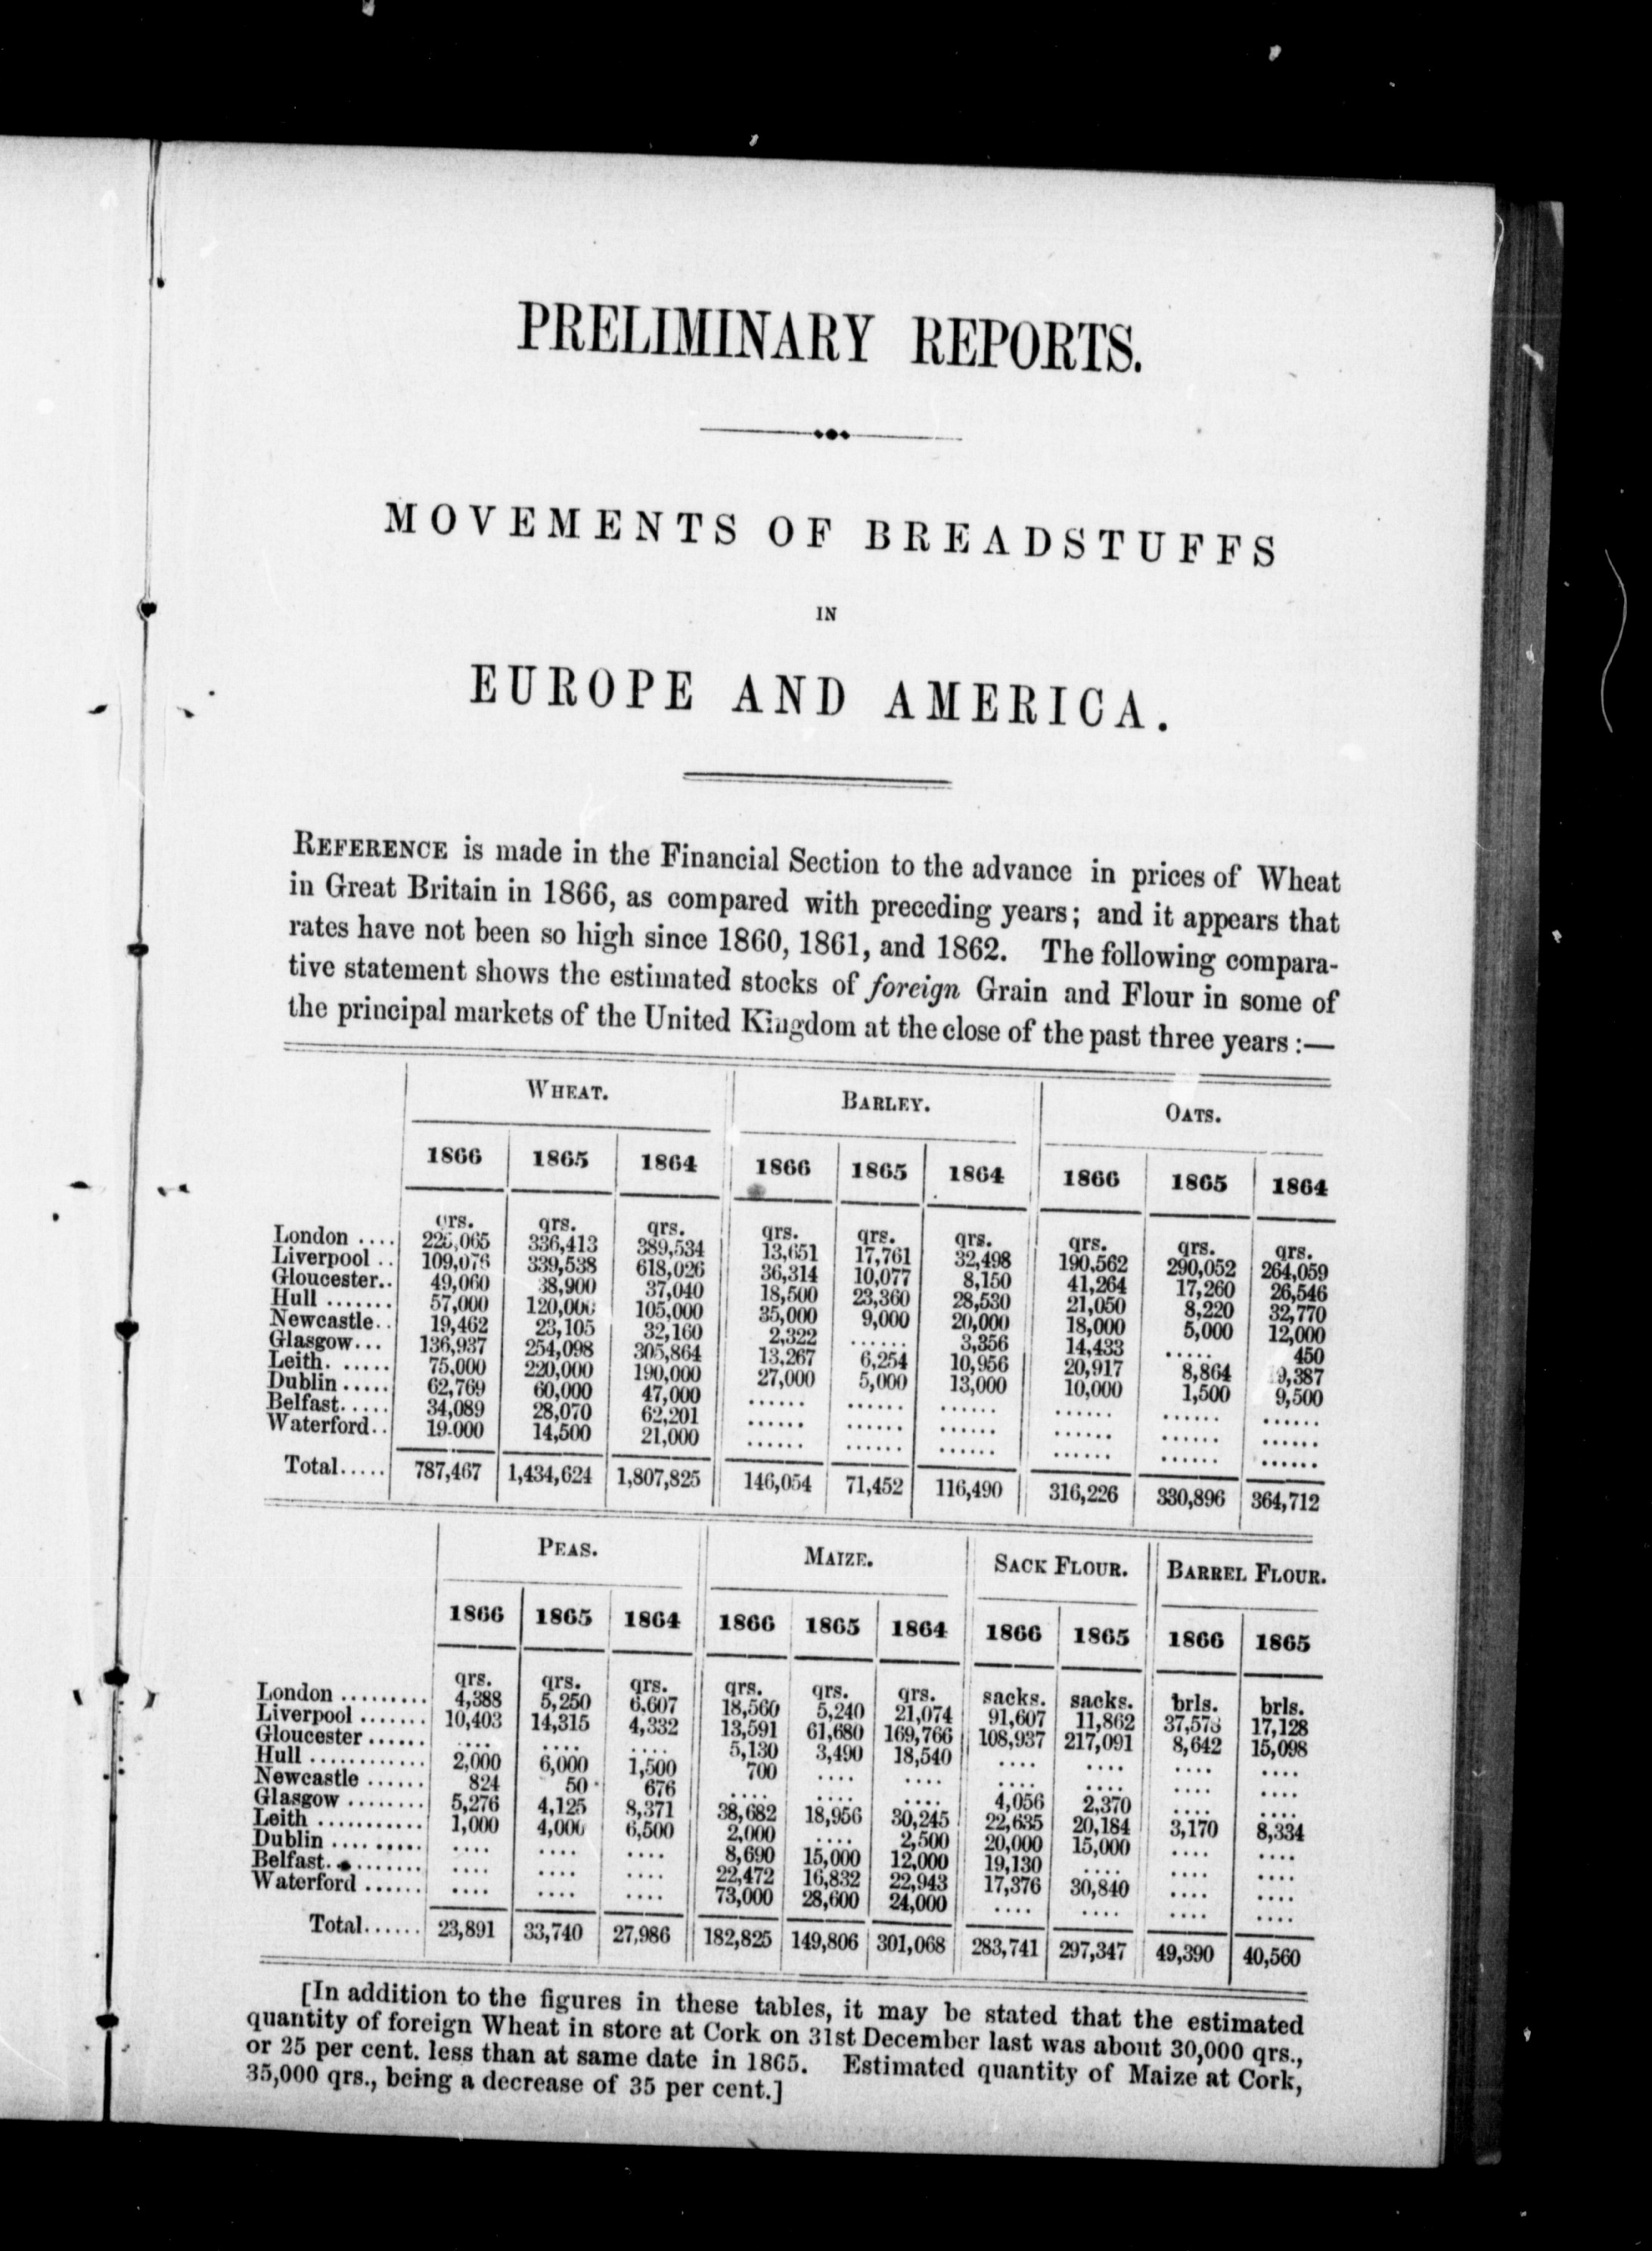 PRELIMINARY REPORTS.
MOVEMENTS OF BREADSTUFFS
IN
EUROPE AND AMERICA.
REFERENCE is made in the Financial Section to the advance in prices of Wheat
in Great Britain in 1866, as compared with preceding years; and it appears that
rates have not been so high since 1860, 1861, and 1862. The following compara-
tive statement shows the estimated stocks of foreign Grain and Flour in some of
the principal markets of the United Kingdom at the close of the past three years :—
WHEAT. BARLEY. OATS.
1866 1865 1864 1866 1865 1864 1866 1865 1864
qrs. qrs. qrs. qrs. qrs. qrs. qrs. qrs. qrs.
London .... 336,413 389,534 13,651 17,761 32,498 190,562 290,052 264,059
Liverpool .. 109,076 339,538 618,026 36,314 10,077 8,150 41,264 17,260 26,546
Gloucester.. 49,060 38,900 37,040 18,500 23,360 28,530 21,050 8,220 32,770
Hull ....... 57,000 120,000 105,000 35,000 9,000 20,000 18,000 5,000 12,000
Newcastle.. 19,462 23,105 32,160 2,322 ...... 3,356 14,433 ..... 450
Glasgow... 136,937 254,098 305,864 13,267 6,254 10,956 20,917 8,864 19,387
Leith. ...... 75,000 220,000 190,000 27,000 5,000 13,000 10,000 1,500 9,500
Dublin ..... 62,769 60,000 47,000 ...... ...... ...... ...... ...... ......
Belfast..... 34,089 28,070 62,201 ...... ...... ...... ...... ...... ......
Waterford.. 19.000 14,500 21,000 ...... ...... ...... ...... ...... ......
Total..... 787,467 1,434,624 1,807,825 146,054 71,452 116,490 316,226 330,896 364,712
PEAS. MAIZE. SACK FLOUR. BARREL FLOUR.
1866 1865 1864 1866 1865 1864 1866 1865 1866 1865
qrs. qrs. qrs. qrs. qrs. qrs. sacks. sacks. brls. brls.
London ......... 4,388 5,250 6,607 18,560 5,240 21,074 91,607 11,862 37,578 17,128
Liverpool ....... 10,403 14,315 4,332 13,591 61,680 169,766 108,937 217,091 8,642 15,098
Gloucester ...... .... .... .... 5,130 3,490 18,540 .... .... .... ....
Hull ............ 2,000 6,000 1,500 700 .... .... .... .... .... ....
Newcastle ...... 824 50 676 .... .... .... 4,056 2,370 .... ....
Glasgow ........ 5,276 4,125 8,371 38,682 18,956 30,245 22,635 20,184 3,170 8,334
Leith ........... 1,000 4,000 6,500 2,000 .... 2,500 20,000 15,000 .... ....
Dublin .... ..... .... .... .... 8,690 15,000 12,000 19,130 .... .... ....
Belfast. ........ .... .... .... 22,472 16,832 22,943 17,376 30,840 .... ....
Waterford ...... .... .... .... 73,000 28,600 24,000 .... .... .... ....
Total...... 23,891 33,740 27,986 182,825 149,806 301,068 283,741 297,347 49,390 40,560
[In addition to the figures in these tables, it may be stated that the estimated
quantity of foreign Wheat in store at Cork on 31st December last was about 30,000 qrs.,
or 25 per cent. less than at same date in 1865. Estimated quantity of Maize at Cork,
35,000 qrs., being a decrease of 35 per cent.]